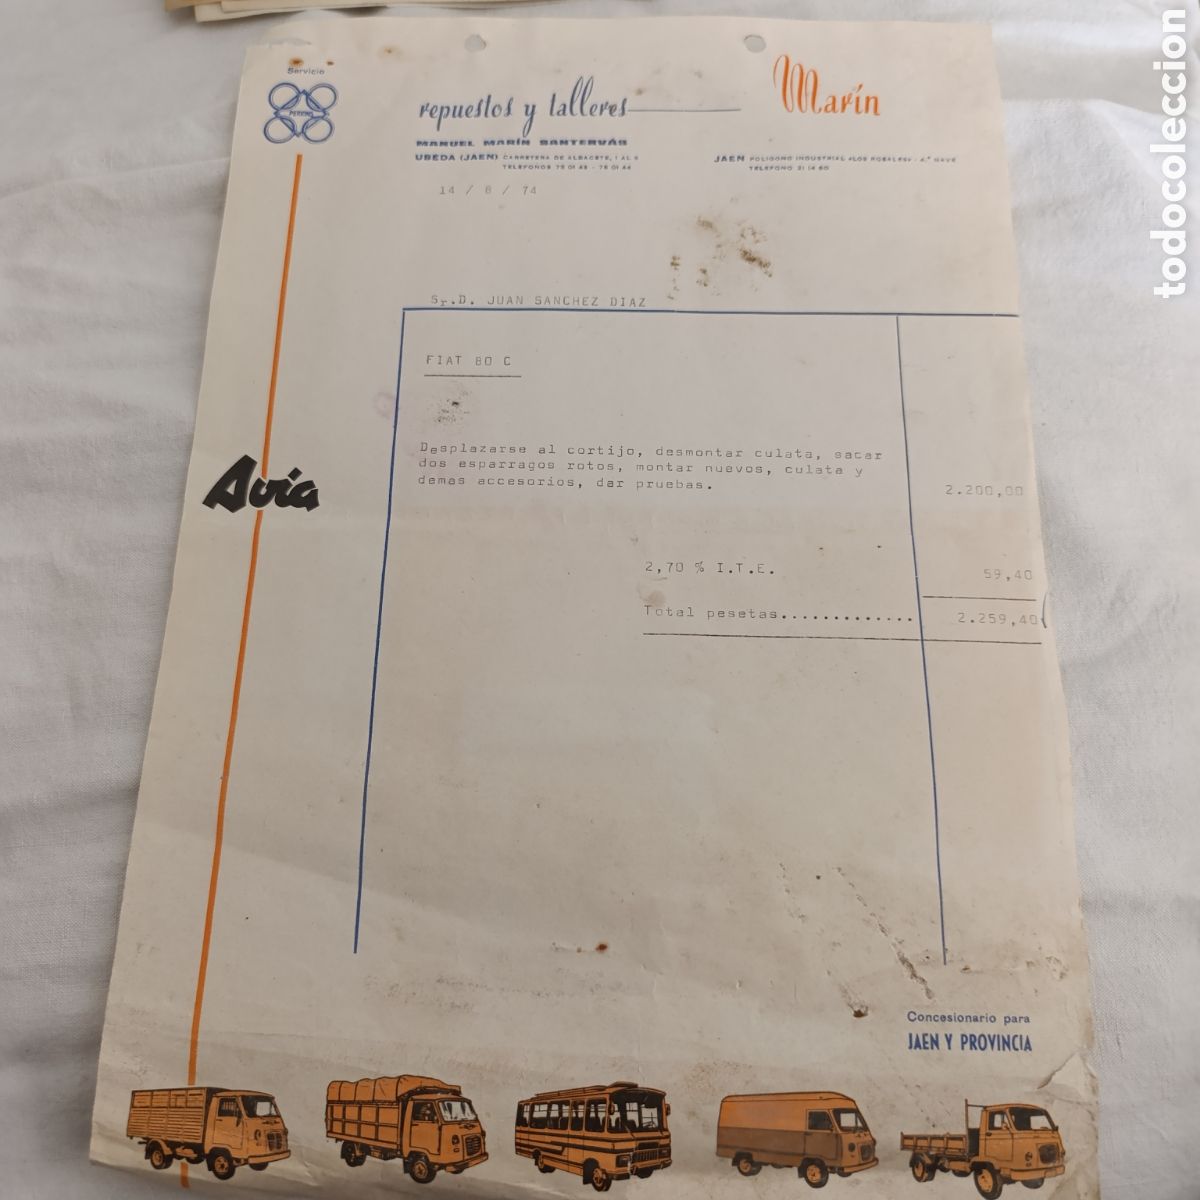 Servicio
PERKINS
repuestos y talleres
Marín
MANUEL MARÍN SANTERVÁS
UBEDA (JAEN) CARRETERA DE ALBACETE, 1 AL 5
TELEFONOS 75 01 43 - 75 01 44
JAEN POLIGONO INDUSTRIAL «LOS ROSALES» - 4.ª NAVE
TELEFONO 21 14 60
14 / 8 / 74
Sr.D. JUAN SANCHEZ DIAZ
FIAT 80 C
Desplazarse al cortijo, desmontar culata, sacar
dos esparragos rotos, montar nuevos, culata y
demas accesorios, dar pruebas.
2.200,00
Avia
2,70 % I.T.E.
59,40
Total pesetas.............
2.259,40
Concesionario para
JAEN Y PROVINCIA
todocoleccion